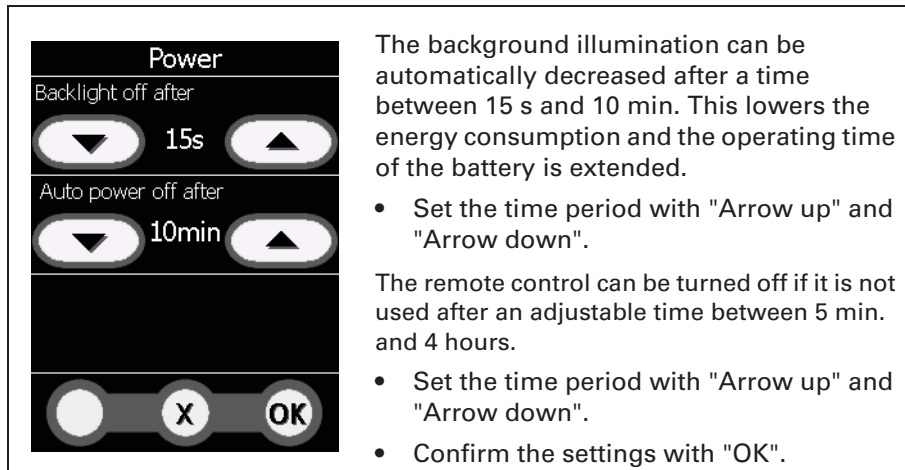 Power
Backlight off after
15s
Auto power off after
10min
X
OK
The background illumination can be
automatically decreased after a time
between 15 s and 10 min. This lowers the
energy consumption and the operating time
of the battery is extended.
• Set the time period with "Arrow up" and
"Arrow down".
The remote control can be turned off if it is not
used after an adjustable time between 5 min.
and 4 hours.
• Set the time period with "Arrow up" and
"Arrow down".
• Confirm the settings with "OK".